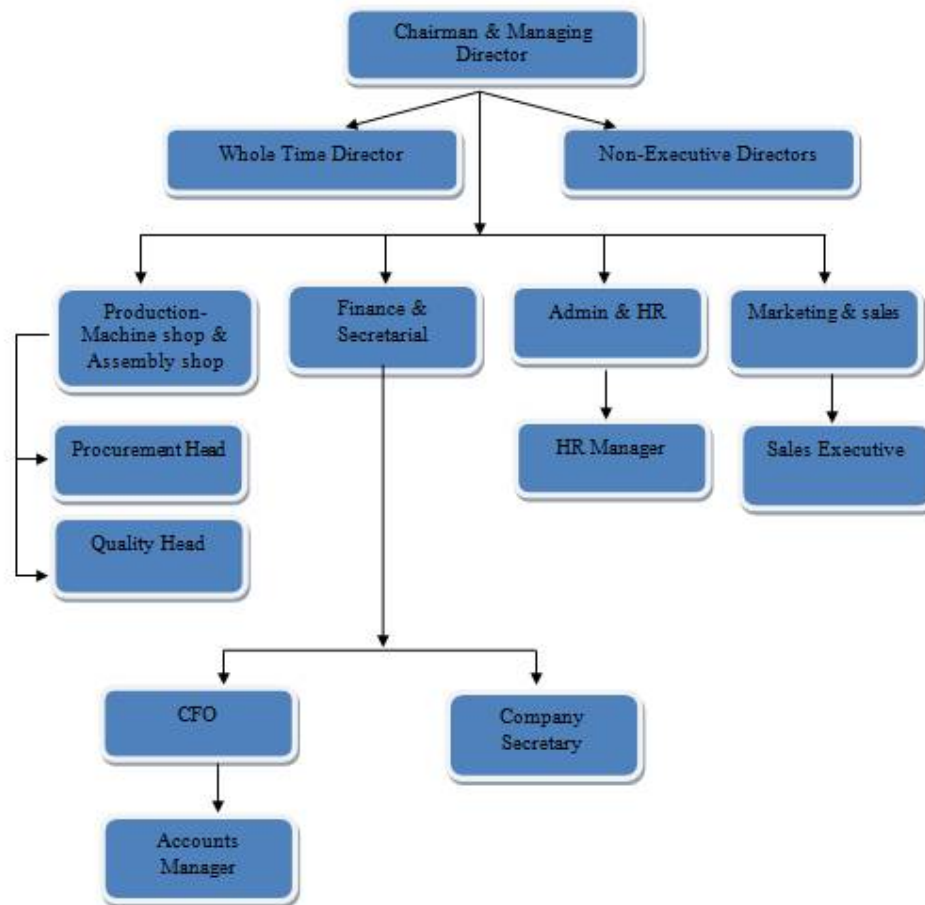 Chairman & Managing
Director
Whole Time Director
Non-Executive Directors
Production-
Machine shop &
Assembly shop
Finance &
Secretarial
Admin & HR
Marketing & sales
Procurement Head
HR Manager
Sales Executive
Quality Head
CFO
Company
Secretary
Accounts
Manager